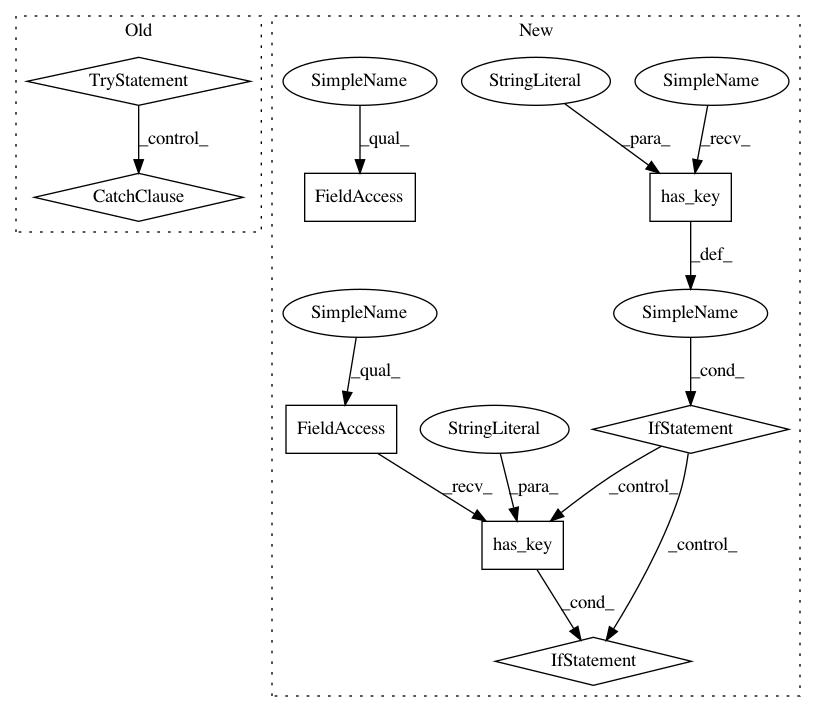 Old
New
TryStatement
SimpleName
StringLiteral
SimpleName
_control_
_qual_
_para_
_recv_
CatchClause
FieldAccess
has_key
_def_
SimpleName
SimpleName
_qual_
_cond_
FieldAccess
StringLiteral
IfStatement
_recv_
_para_
_control_
has_key
_control_
_cond_
IfStatement